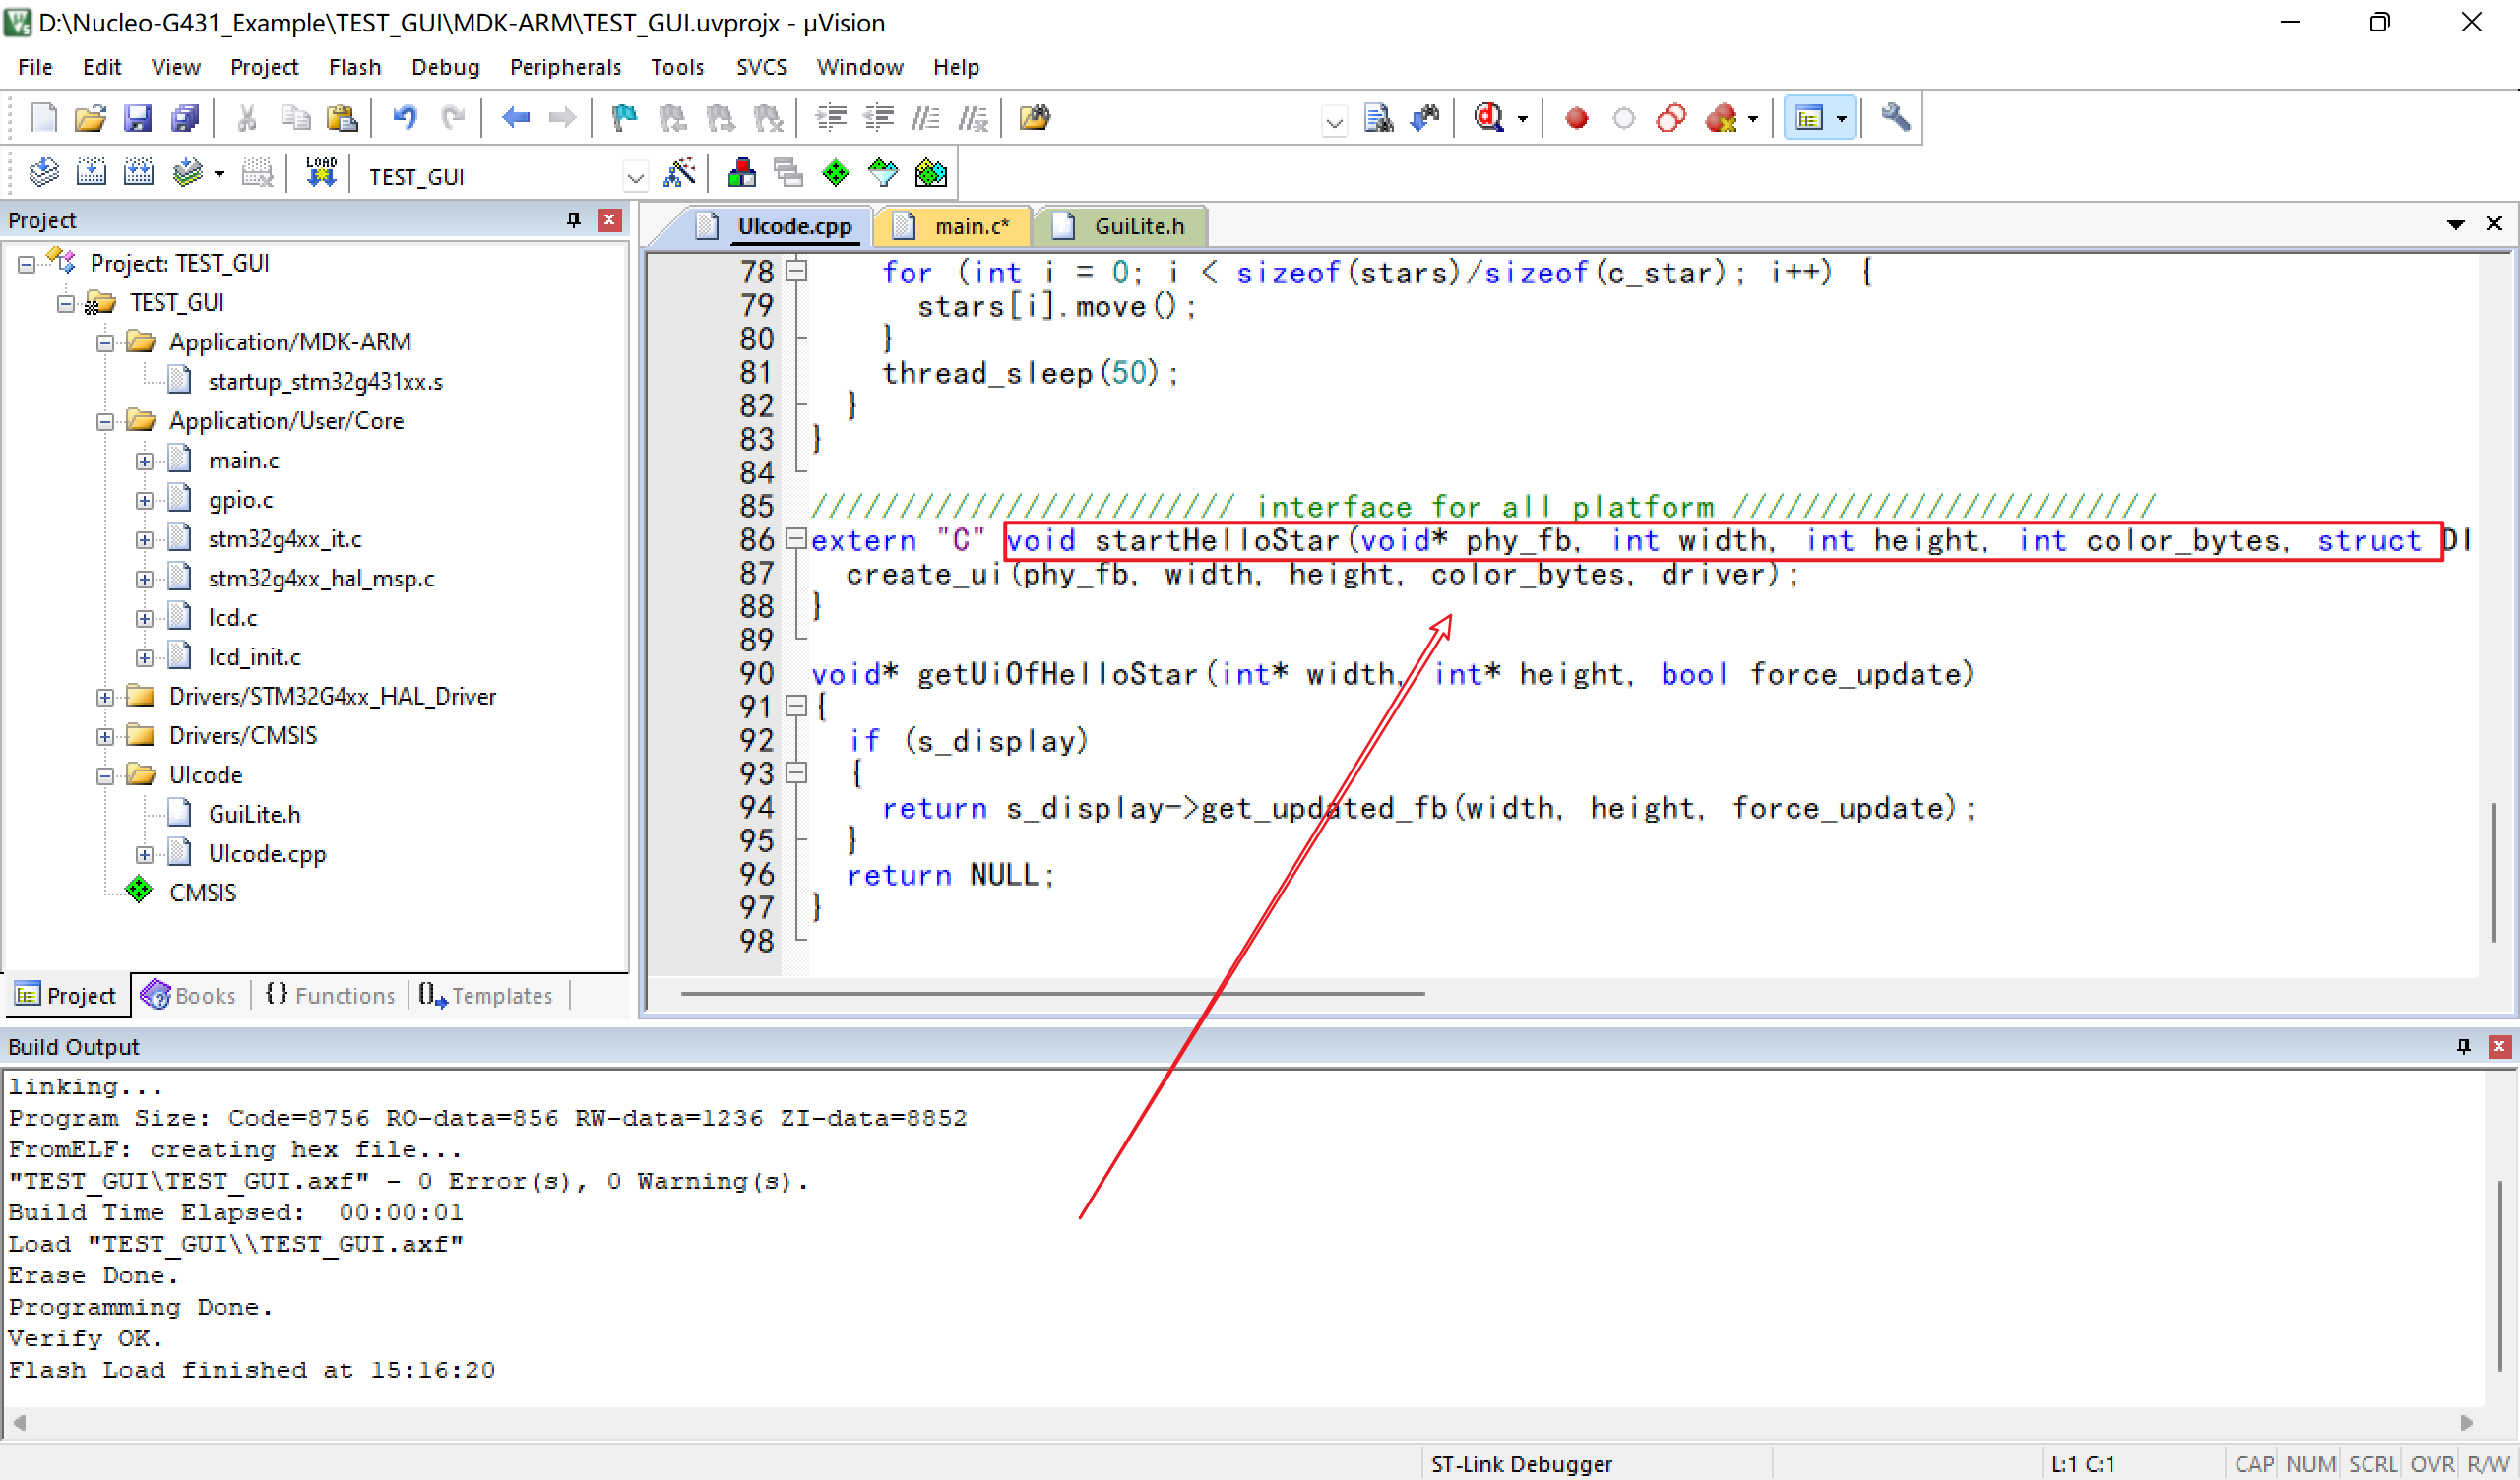 D:\Nucleo-G431_Example\TEST_GUI\MDK-ARM\TEST_GUI.uvprojx - µVision
File Edit View Project Flash Debug Peripherals Tools SVCS Window Help
LOAD TEST_GUI
Project
Project: TEST_GUI
TEST_GUI
Application/MDK-ARM
startup_stm32g431xx.s
Application/User/Core
main.c
gpio.c
stm32g4xx_it.c
stm32g4xx_hal_msp.c
lcd.c
lcd_init.c
Drivers/STM32G4xx_HAL_Driver
Drivers/CMSIS
UIcode
GuiLite.h
UIcode.cpp
CMSIS
Project Books {} Functions Templates
UIcode.cpp main.c* GuiLite.h
78 for (int i = 0; i < sizeof(stars)/sizeof(c_star); i++) {
79 stars[i].move();
80 }
81 thread_sleep(50);
82 }
83 }
84
85 //////////////////////// interface for all platform ////////////////////////
86 extern "C" void startHelloStar(void* phy_fb, int width, int height, int color_bytes, struct DI
87 create_ui(phy_fb, width, height, color_bytes, driver);
88 }
89
90 void* getUiOfHelloStar(int* width, int* height, bool force_update)
91 {
92 if (s_display)
93 {
94 return s_display->get_updated_fb(width, height, force_update);
95 }
96 return NULL;
97 }
98
Build Output
linking...
Program Size: Code=8756 RO-data=856 RW-data=1236 ZI-data=8852
FromELF: creating hex file...
"TEST_GUI\TEST_GUI.axf" - 0 Error(s), 0 Warning(s).
Build Time Elapsed:  00:00:01
Load "TEST_GUI\\TEST_GUI.axf"
Erase Done.
Programming Done.
Verify OK.
Flash Load finished at 15:16:20
ST-Link Debugger L:1 C:1 CAP NUM SCRL OVR R/W